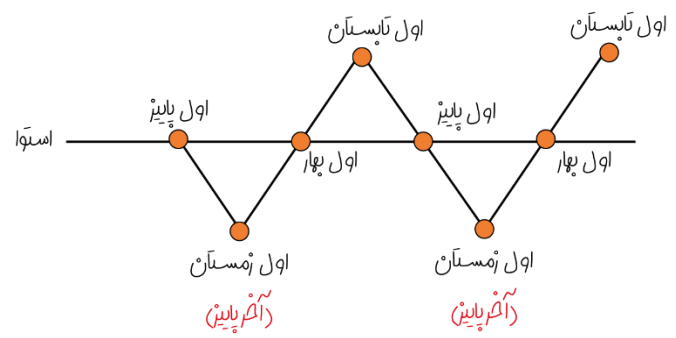 اول تابستان
اول تابستان
اول پاییز
اول پاییز
استوا
اول بهار
اول بهار
اول زمستان
اول زمستان
(آخر پاییز)
(آخر پاییز)